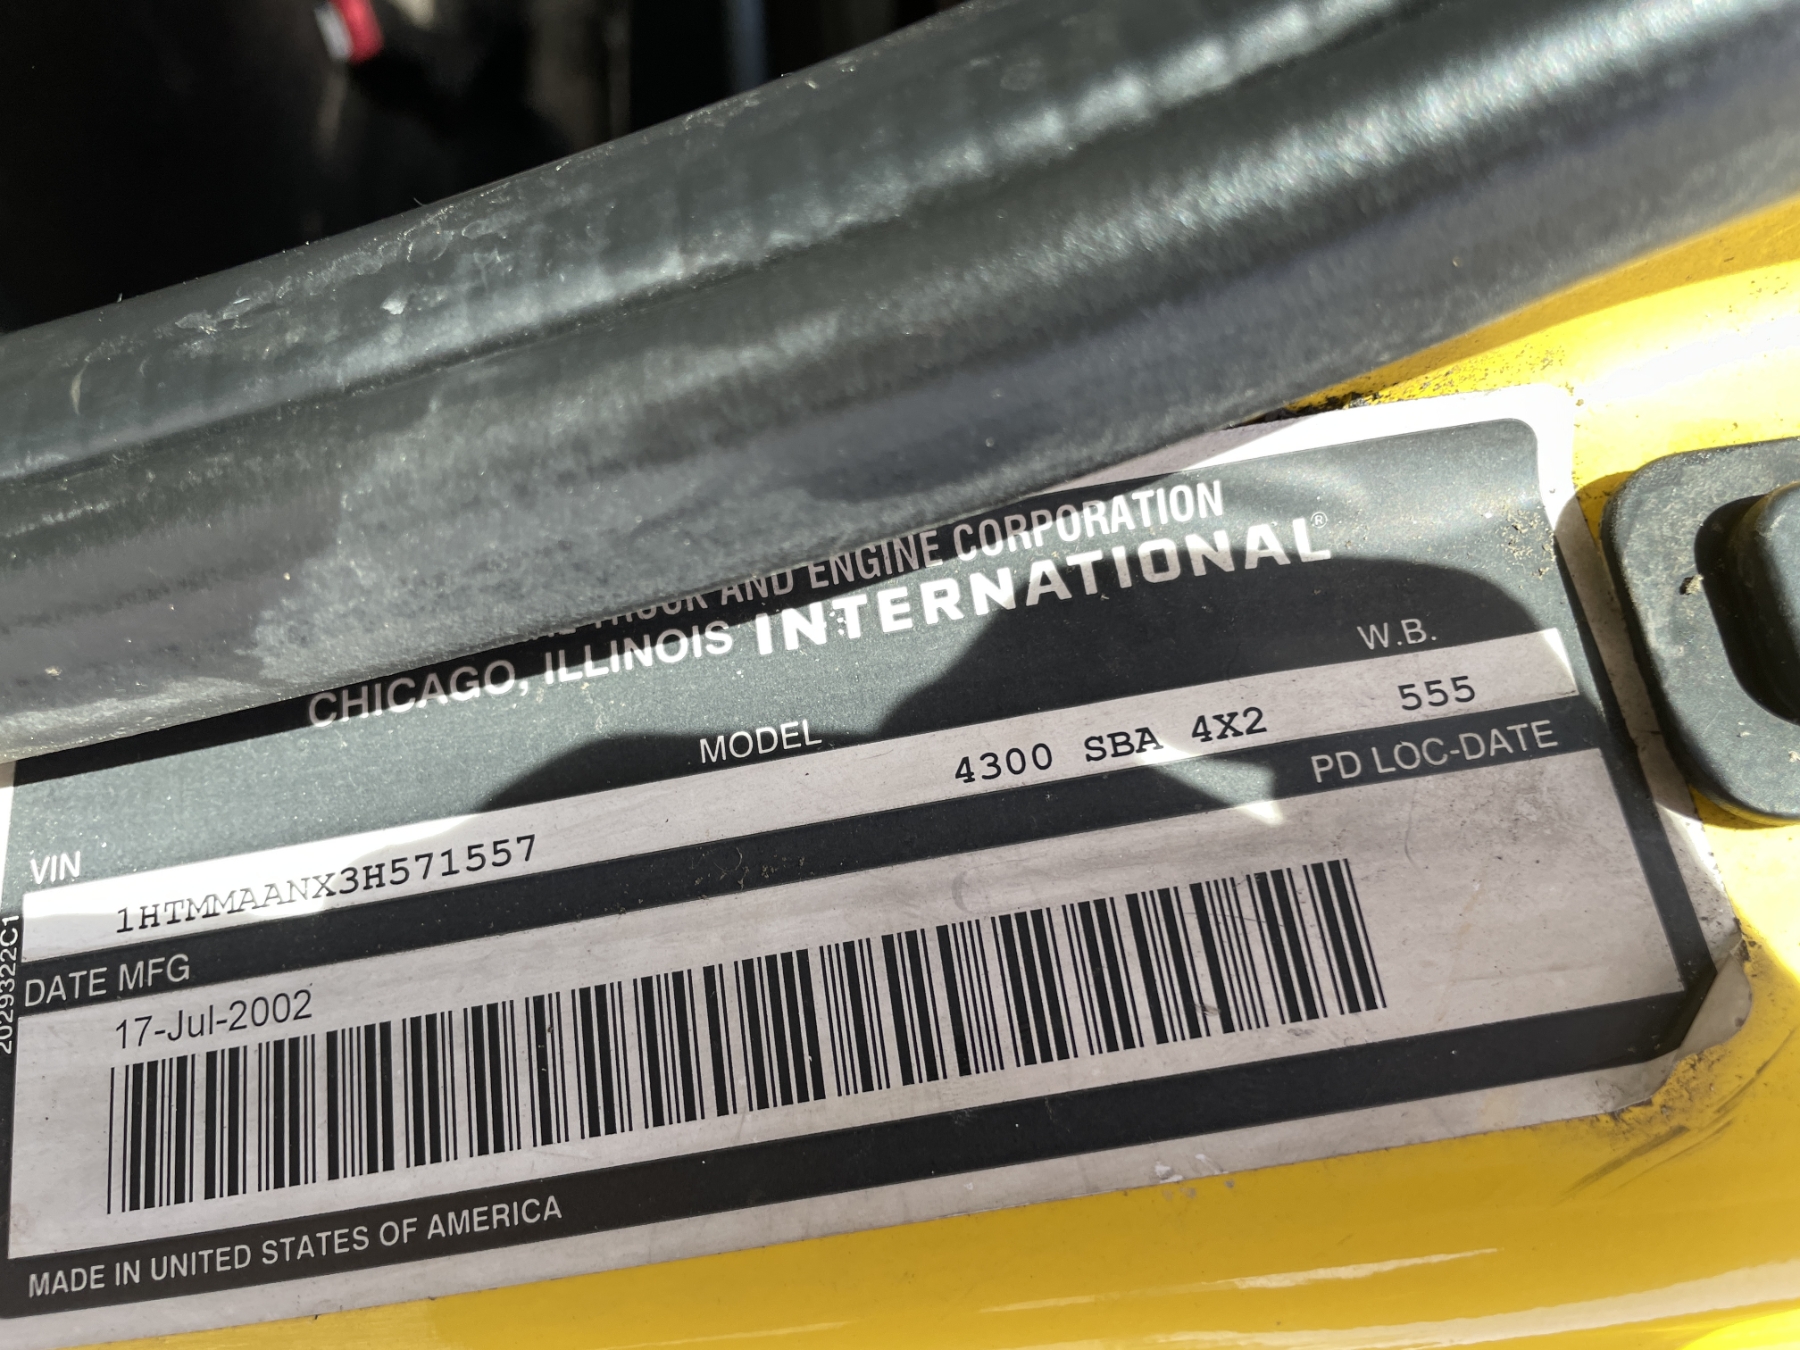 TRUCK AND ENGINE CORPORATION
CHICAGO, ILLINOIS INTERNATIONAL®
MODEL W.B.
4300 SBA 4X2 555
VIN PD LOC-DATE
1HTMMAANX3H571557
DATE MFG
17-Jul-2002
MADE IN UNITED STATES OF AMERICA
2029322C1